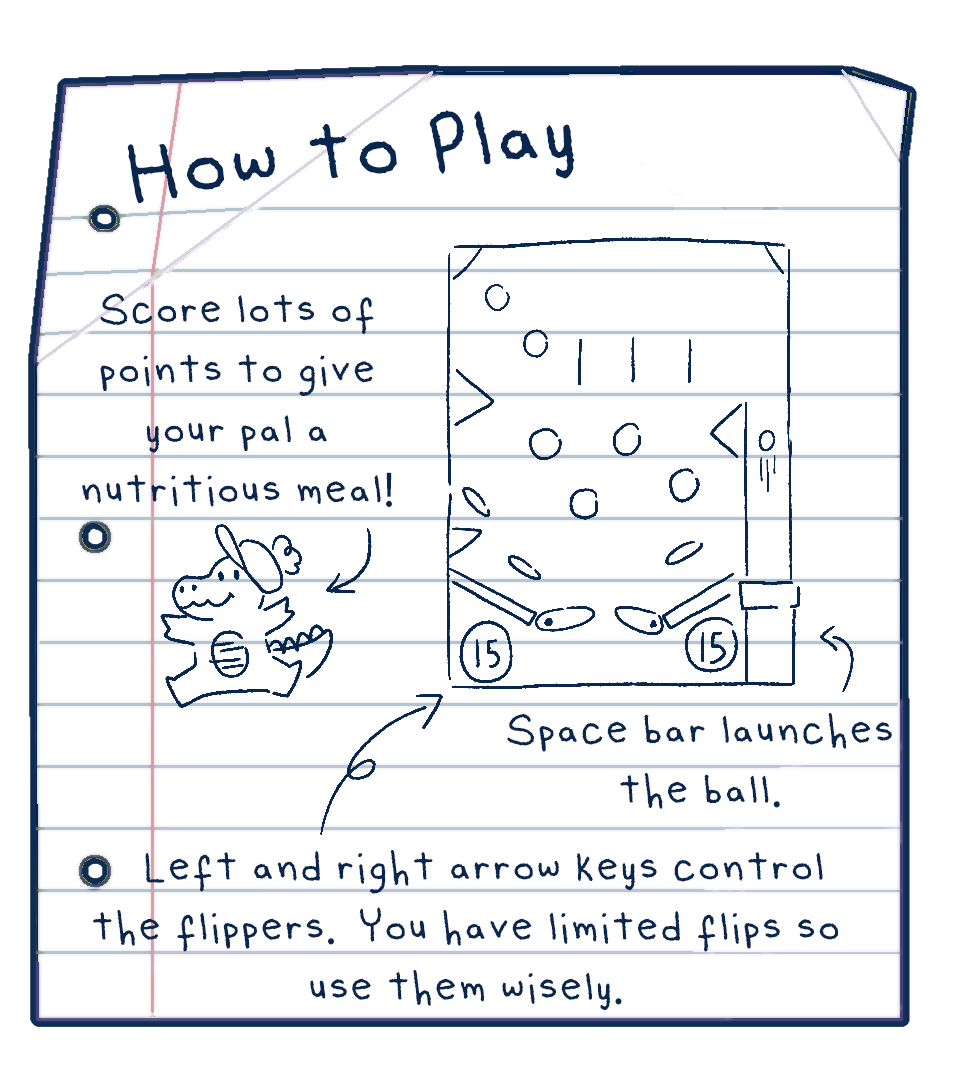 How to Play
Score lots of
points to give
your pal a
nutritious meal!
15
15
Space bar launches
the ball.
Left and right arrow keys control
the flippers. You have limited flips so
use them wisely.